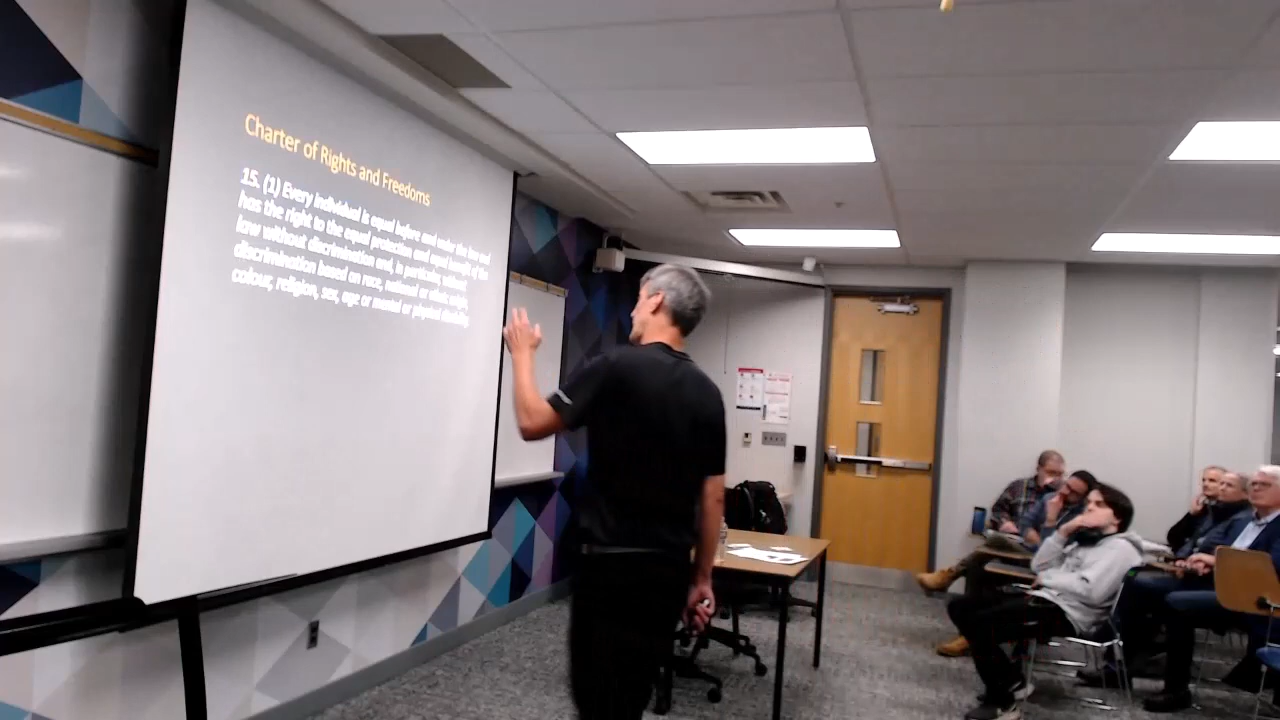 Charter of Rights and Freedoms
15. (1) Every individual is equal before and under the law and
has the right to the equal protection and equal benefit of the
law without discrimination and, in particular, without
discrimination based on race, national or ethnic origin,
colour, religion, sex, age or mental or physical disability.